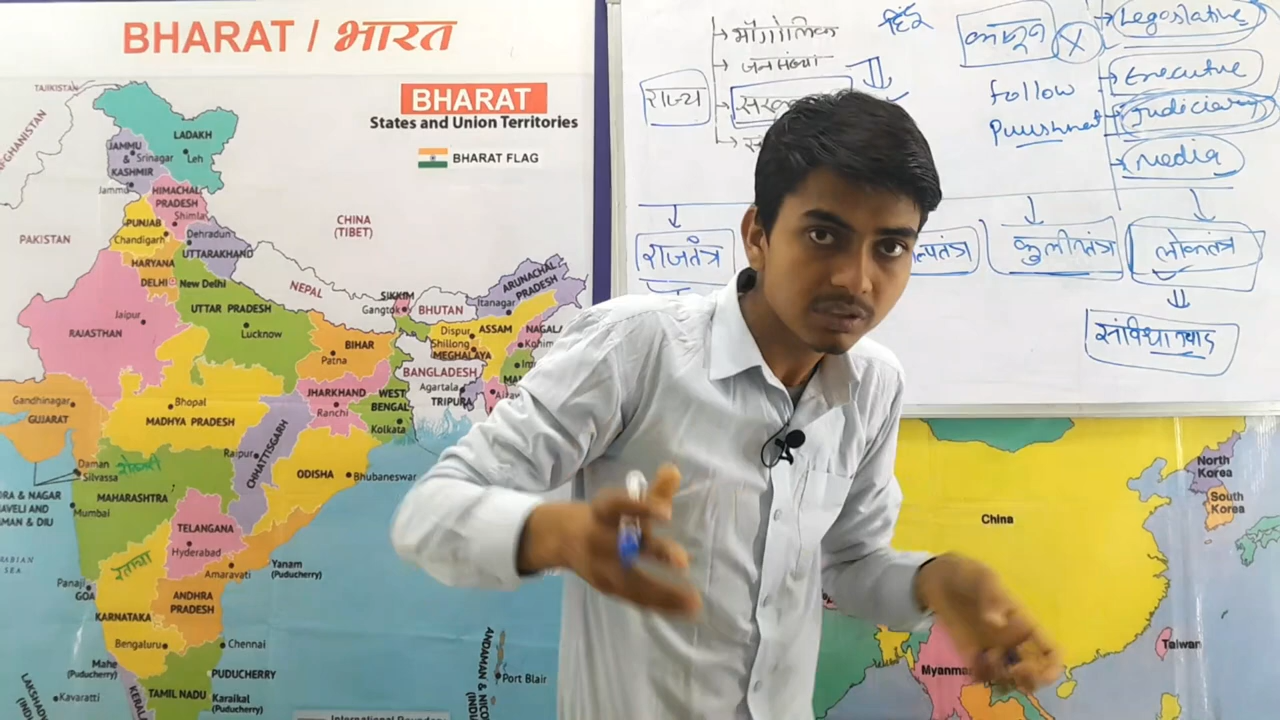 BHARAT / भारत
BHARAT
States and Union Territories
BHARAT FLAG
TAJIKISTAN
AFGHANISTAN
LADAKH
JAMMU
&
KASHMIR
Srinagar
Leh
Jammu
HIMACHAL
PRADESH
Shimla
CHINA
(TIBET)
PAKISTAN
PUNJAB
Chandigarh
Dehradun
UTTARAKHAND
HARYANA
DELHI
New Delhi
NEPAL
SIKKIM
Gangtok
BHUTAN
ARUNACHAL
PRADESH
Itanagar
RAJASTHAN
Jaipur
UTTAR PRADESH
Lucknow
BIHAR
Patna
Dispur
ASSAM
Shillong
MEGHALAYA
BANGLADESH
Agartala
TRIPURA
JHARKHAND
Ranchi
WEST
BENGAL
Kolkata
Gandhinagar
GUJARAT
Bhopal
MADHYA PRADESH
Raipur
CHHATTISGARH
ODISHA
Bhubaneswar
Daman
Silvassa
MAHARASHTRA
Mumbai
TELANGANA
Hyderabad
Amaravati
Yanam
(Puducherry)
Panaji
GOA
ANDHRA
PRADESH
KARNATAKA
Bengaluru
Chennai
Mahe
(Puducherry)
PUDUCHERRY
Karaikal
(Puducherry)
TAMIL NADU
Kavaratti
Port Blair
भौगोलिक
जनसंख्या
राज्य
कानून
X
Follow
Legoslative
Executive
Judiciary
Media
राजतंत्र
कुलीनतंत्र
लोकतंत्र
संविधानवाद
China
North
Korea
South
Korea
Taiwan